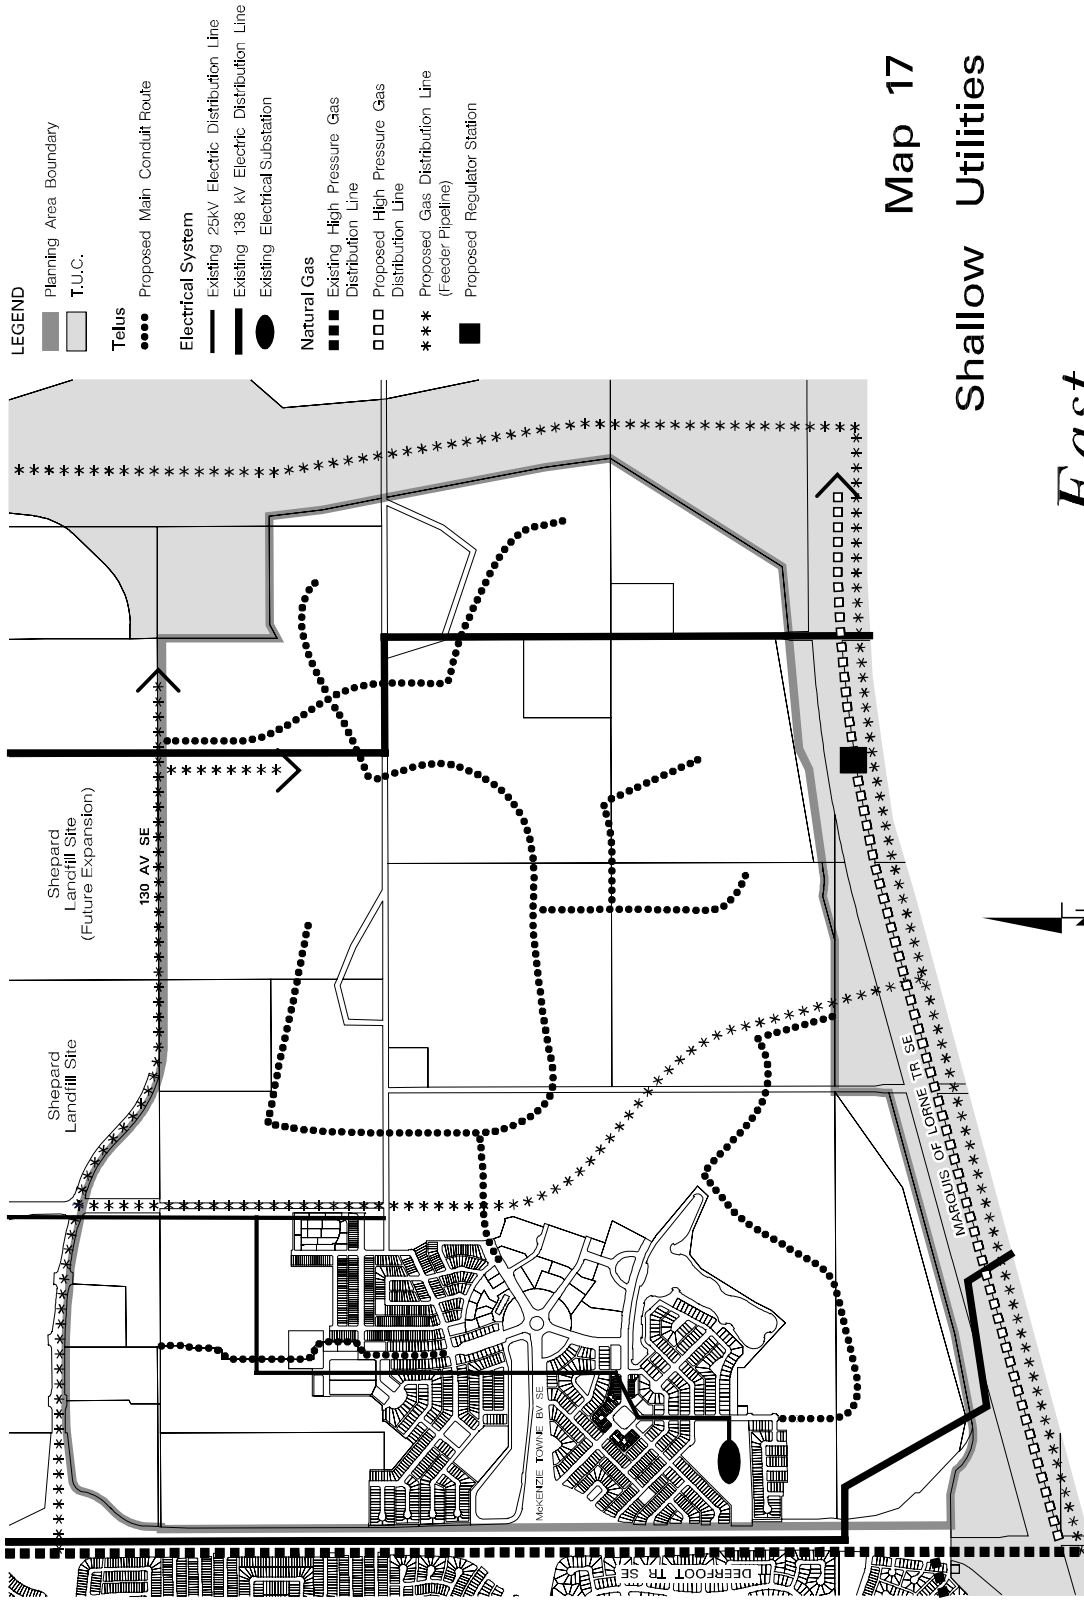 LEGEND
Planning Area Boundary
T.U.C.
Telus
Proposed Main Conduit Route
Electrical System
Existing 25kV Electric Distribution Line
Existing 138 kV Electric Distribution Line
Existing Electrical Substation
Natural Gas
Existing High Pressure Gas
Distribution Line
Proposed High Pressure Gas
Distribution Line
Proposed Gas Distribution Line
(Feeder Pipeline)
Proposed Regulator Station
Map 17
Shallow Utilities
East
Shepard
Landfill Site
(Future Expansion)
130 AV SE
Shepard
Landfill Site
MARQUIS OF LORNE TR SE
McKENZIE TOWNE BV SE
DEERFOOT TR SE